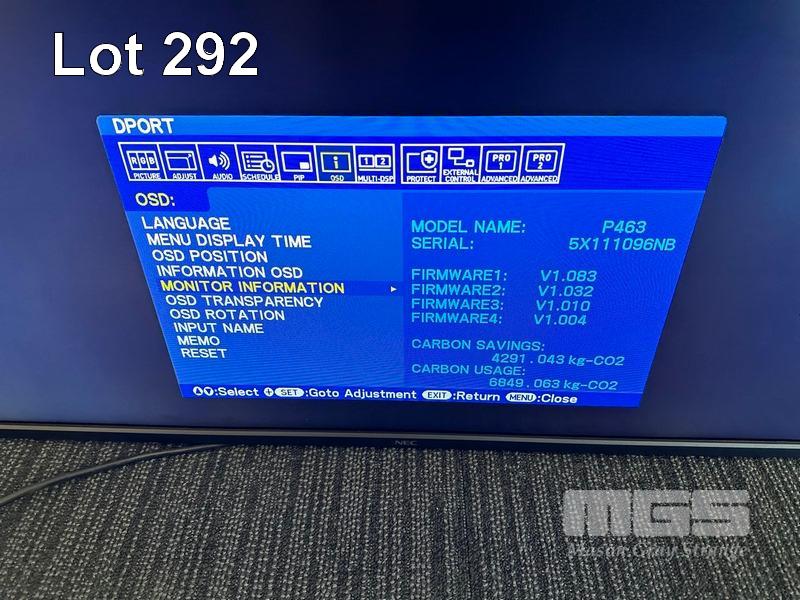 Lot 292
DPORT
RGB
PICTURE
ADJUST
AUDIO
SCHEDULE
PIP
i
OSD
1 2
MULTI-DSP
PROTECT
EXTERNAL
CONTROL
PRO
1
ADVANCED
PRO
2
ADVANCED
OSD:
LANGUAGE
MENU DISPLAY TIME
OSD POSITION
INFORMATION OSD
MONITOR INFORMATION
OSD TRANSPARENCY
OSD ROTATION
INPUT NAME
MEMO
RESET
MODEL NAME: P463
SERIAL: 5X111096NB
FIRMWARE1: V1.083
FIRMWARE2: V1.032
FIRMWARE3: V1.010
FIRMWARE4: V1.004
CARBON SAVINGS:
4291.043 kg-CO2
CARBON USAGE:
6849.063 kg-CO2
:Select + SET :Goto Adjustment EXIT :Return MENU :Close
NEC
MGS
Mason Gray Strange